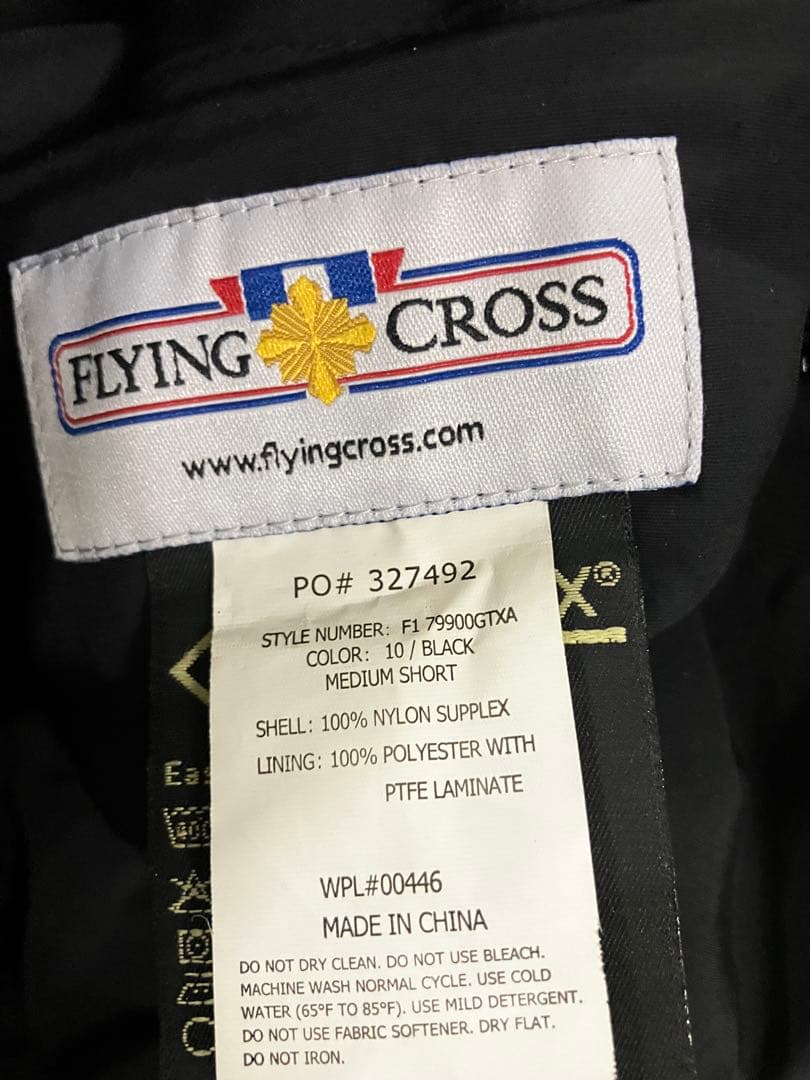 FLYING CROSS
www.flyingcross.com
PO# 327492
X®
STYLE NUMBER: F1 79900GTXA
COLOR: 10 / BLACK
MEDIUM SHORT
SHELL: 100% NYLON SUPPLEX
LINING: 100% POLYESTER WITH
PTFE LAMINATE
WPL#00446
MADE IN CHINA
DO NOT DRY CLEAN. DO NOT USE BLEACH.
MACHINE WASH NORMAL CYCLE. USE COLD
WATER (65°F TO 85°F). USE MILD DETERGENT.
DO NOT USE FABRIC SOFTENER. DRY FLAT.
DO NOT IRON.